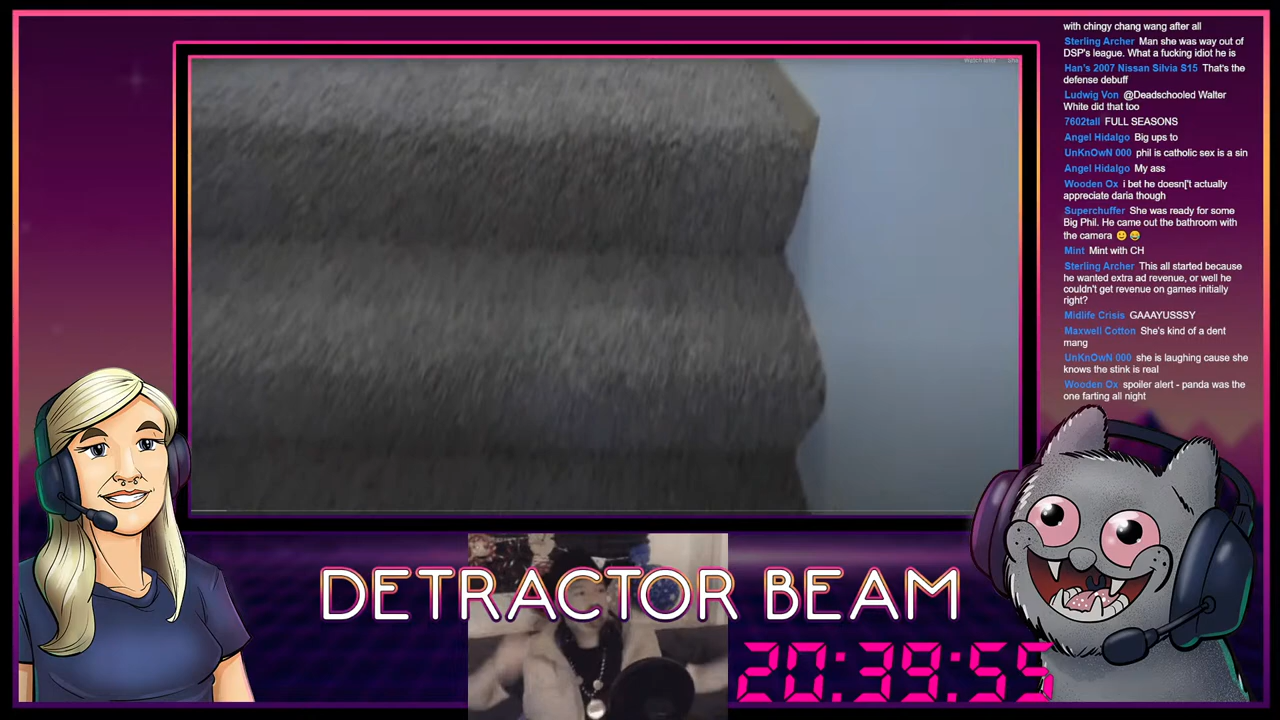 with chingy chang wang after all
Sterling Archer Man she was way out of
DSP's league. What a fucking idiot he is
Han's 2007 Nissan Silvia S15 That's the
defense debuff
Ludwig Von @Deadschooled Walter
White did that too
7602tall FULL SEASONS
Angel Hidalgo Big ups to
UnKnOwN 000 phil is catholic sex is a sin
Angel Hidalgo My ass
Wooden Ox i bet he doesn['t actually
appreciate daria though
Superchuffer She was ready for some
Big Phil. He came out the bathroom with
the camera
Mint Mint with CH
Sterling Archer This all started because
he wanted extra ad revenue, or well he
couldn't get revenue on games initially
right?
Midlife Crisis GAAAYUSSSY
Maxwell Cotton She's kind of a dent
mang
UnKnOwN 000 she is laughing cause she
knows the stink is real
Wooden Ox spoiler alert - panda was the
one farting all night
Watch later
DETRACTOR BEAM
20:39:55